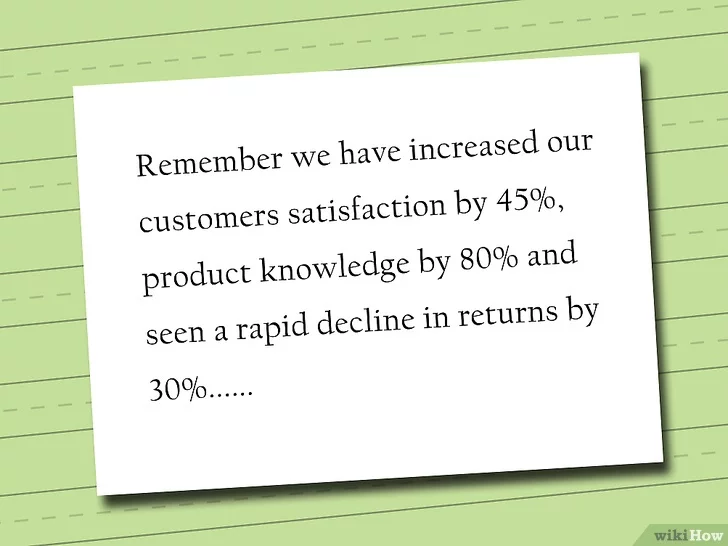 Remember we have increased our
customers satisfaction by 45%,
product knowledge by 80% and
seen a rapid decline in returns by
30%......
wikiHow